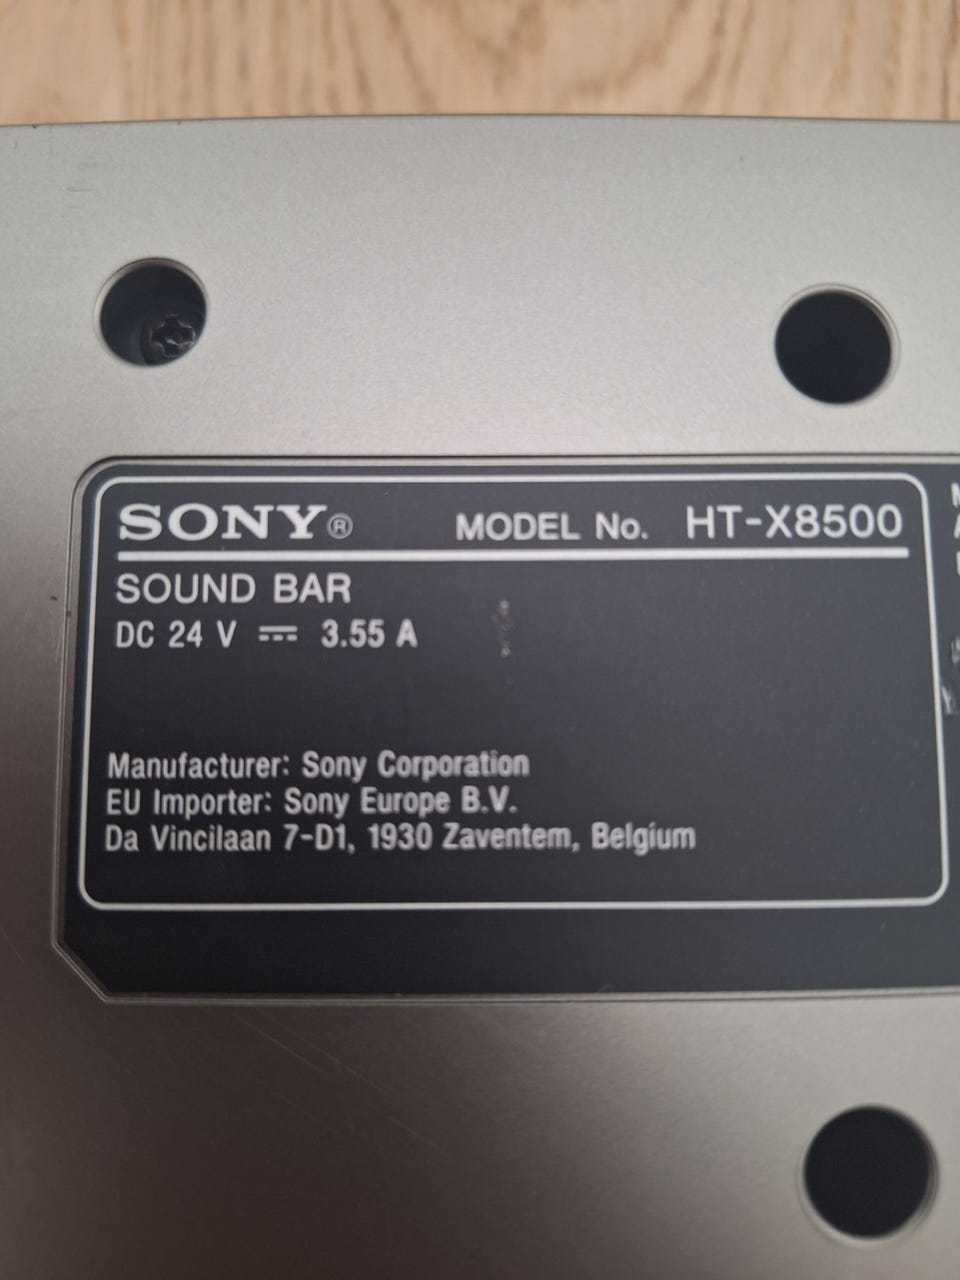 SONY® MODEL No. HT-X8500
SOUND BAR
DC 24 V ⎓ 3.55 A
Manufacturer: Sony Corporation
EU Importer: Sony Europe B.V.
Da Vincilaan 7-D1, 1930 Zaventem, Belgium